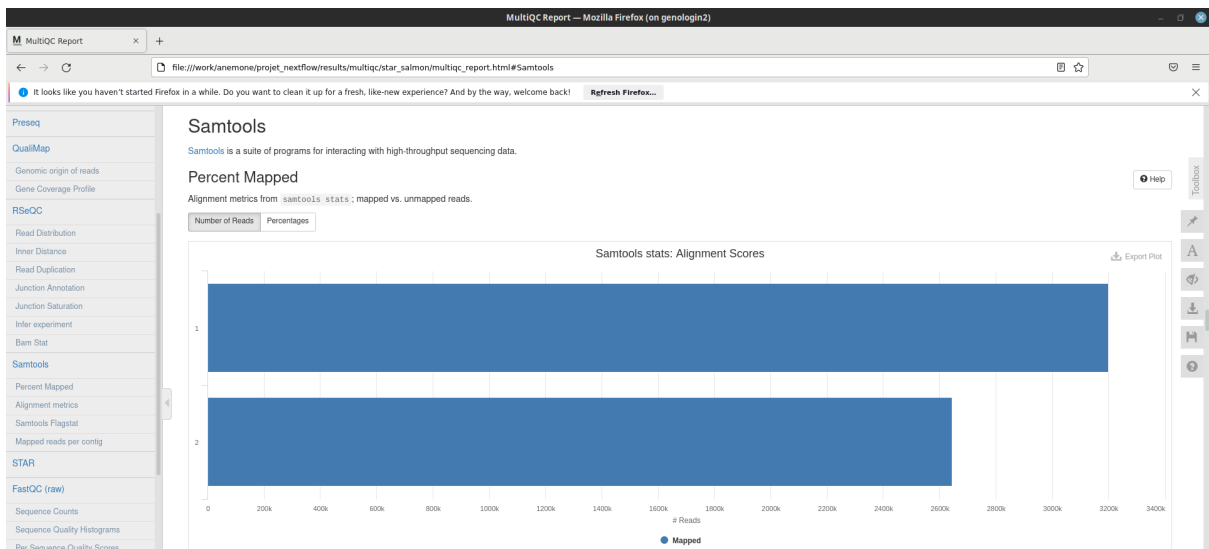 MultiQC Report — Mozilla Firefox (on genologin2)
M MultiQC Report × +
file:///work/anemone/projet_nextflow/results/multiqc/star_salmon/multiqc_report.html#Samtools
It looks like you haven't started Firefox in a while. Do you want to clean it up for a fresh, like-new experience? And by the way, welcome back! Refresh Firefox...
Preseq
QualiMap
Genomic origin of reads
Gene Coverage Profile
RSeQC
Read Distribution
Inner Distance
Read Duplication
Junction Annotation
Junction Saturation
Infer experiment
Bam Stat
Samtools
Percent Mapped
Alignment metrics
Samtools Flagstat
Mapped reads per contig
STAR
FastQC (raw)
Sequence Counts
Sequence Quality Histograms
Per Sequence Quality Scores
Samtools
Samtools is a suite of programs for interacting with high-throughput sequencing data.
Percent Mapped
Help
Toolbox
Alignment metrics from samtools stats; mapped vs. unmapped reads.
Number of Reads Percentages
Samtools stats: Alignment Scores
Export Plot
A
1
2
0 200k 400k 600k 800k 1000k 1200k 1400k 1600k 1800k 2000k 2200k 2400k 2600k 2800k 3000k 3200k 3400k
# Reads
Mapped